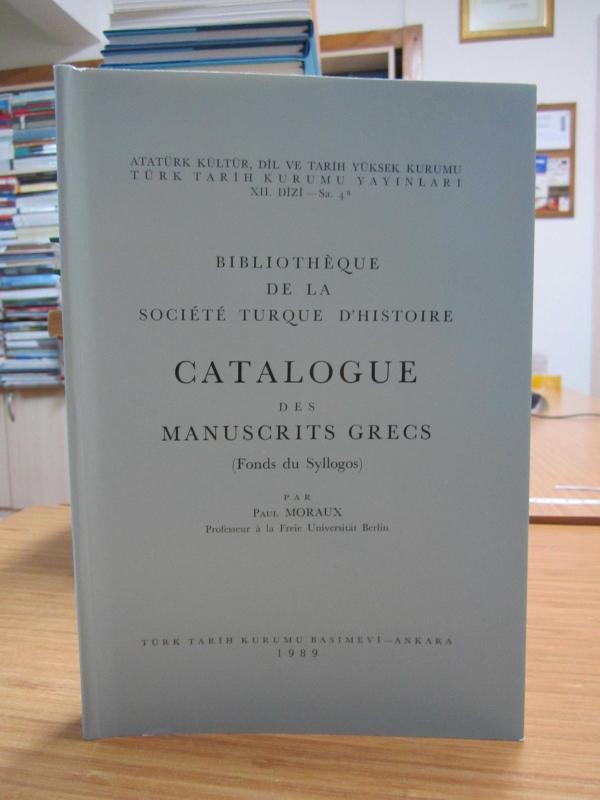 ATATÜRK KÜLTÜR, DİL VE TARİH YÜKSEK KURUMU
TÜRK TARİH KURUMU YAYINLARI
XII. DİZİ — Sa. 4ª
BIBLIOTHÈQUE
DE LA
SOCIÉTÉ TURQUE D'HISTOIRE
CATALOGUE
DES
MANUSCRITS GRECS
(Fonds du Syllogos)
PAR
PAUL MORAUX
Professeur à la Freie Universität Berlin
TÜRK TARİH KURUMU BASIMEVİ—ANKARA
1989